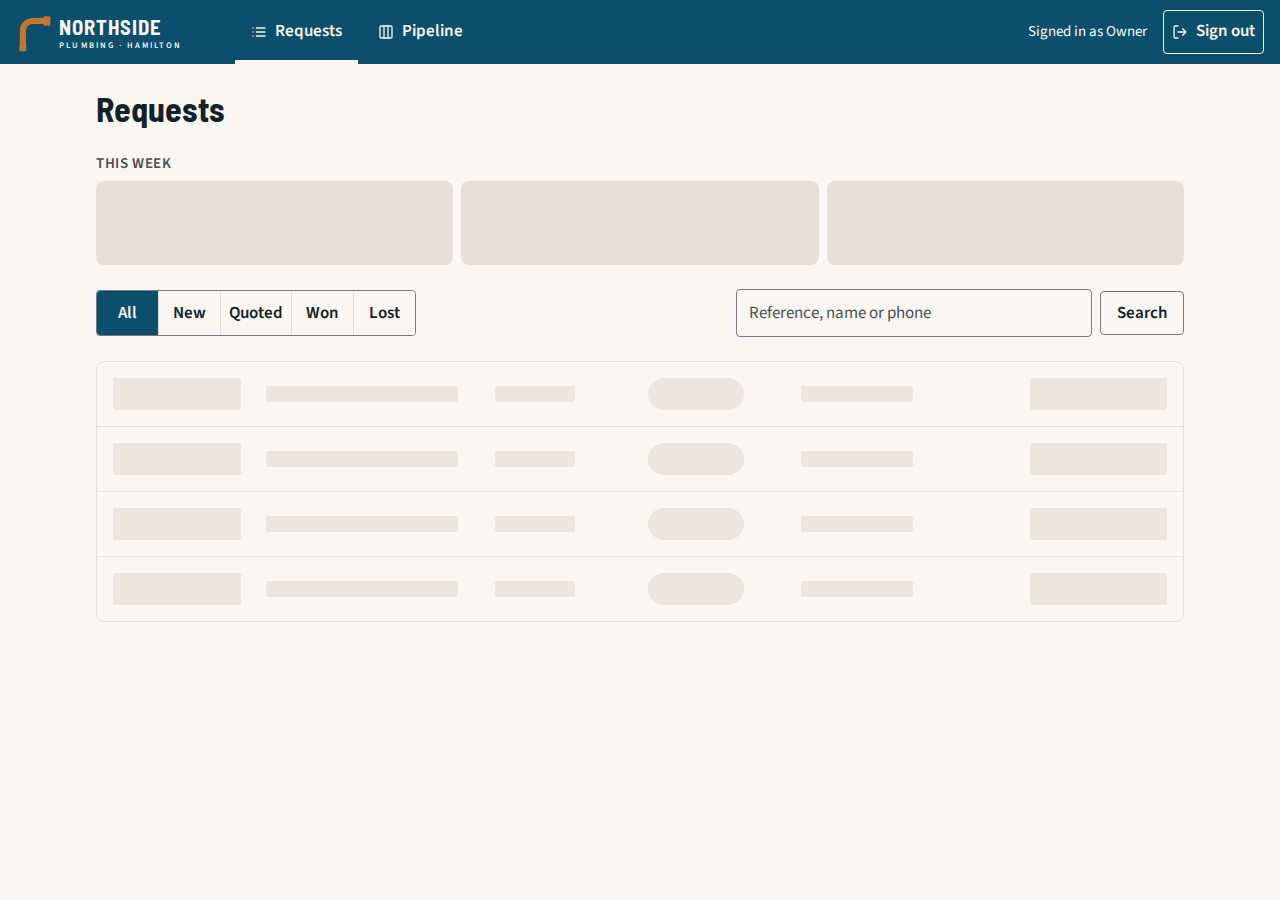 NORTHSIDE
PLUMBING · HAMILTON
Requests
Pipeline
Signed in as Owner
Sign out
Requests
THIS WEEK
All
New
Quoted
Won
Lost
Reference, name or phone
Search